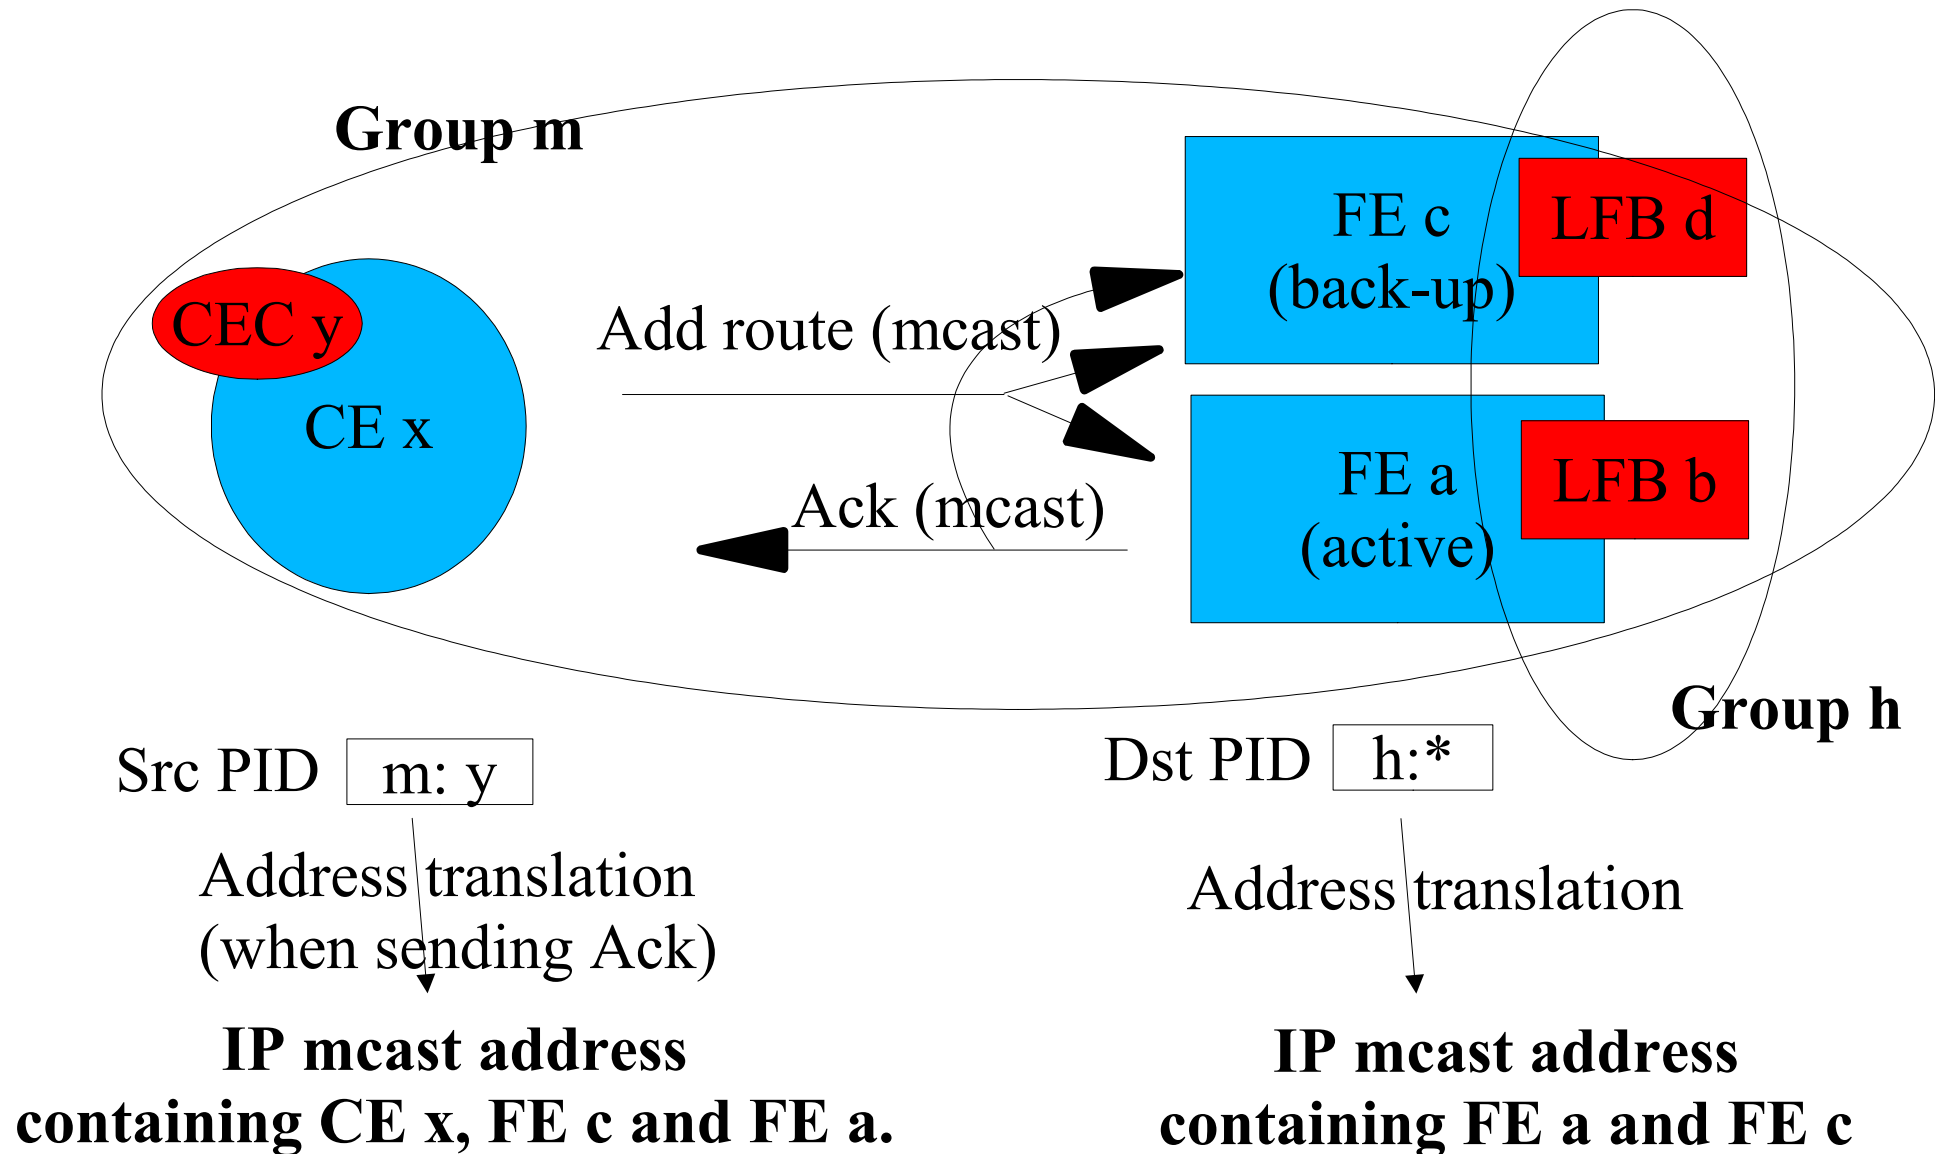 Group m
FE c
(back-up)
LFB d
CEC y
CE x
Add route (mcast)
Ack (mcast)
FE a
(active)
LFB b
Group h
Src PID
m: y
Dst PID
h:*
Address translation
(when sending Ack)
Address translation
IP mcast address
containing CE x, FE c and FE a.
IP mcast address
containing FE a and FE c